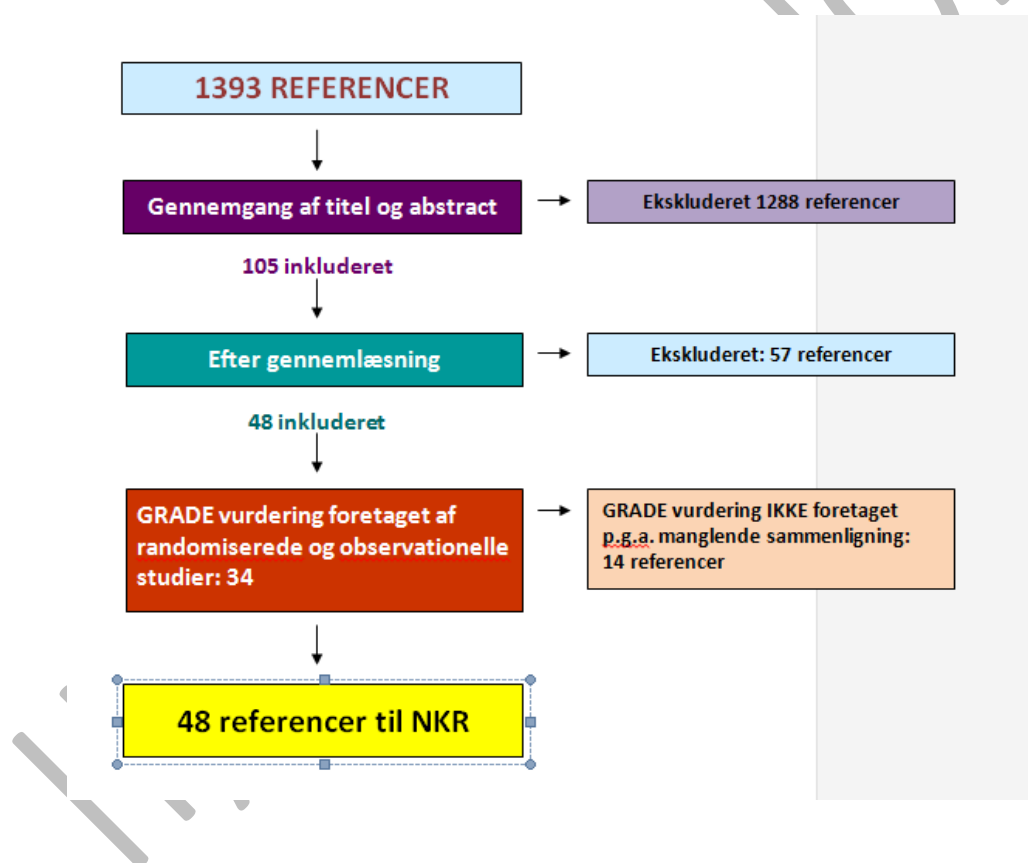 1393 REFERENCER
Gennemgang af titel og abstract
Ekskluderet 1288 referencer
105 inkluderet
Efter gennemlæsning
Ekskluderet: 57 referencer
48 inkluderet
GRADE vurdering foretaget af
randomiserede og observationelle
studier: 34
GRADE vurdering IKKE foretaget
p.g.a. manglende sammenligning:
14 referencer
48 referencer til NKR